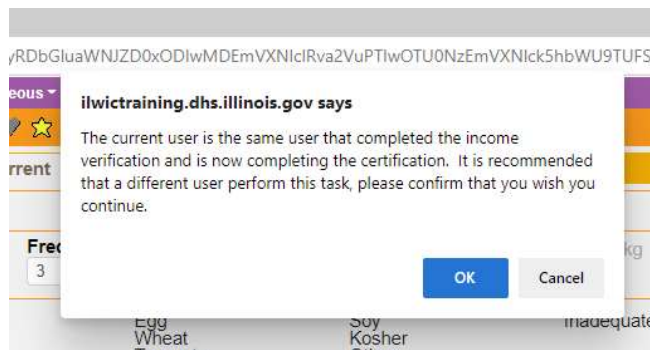 eous
ilwictraining.dhs.illinois.gov says
The current user is the same user that completed the income
verification and is now completing the certification. It is recommended
that a different user perform this task, please confirm that you wish you
continue.
rrent
Fre
kg
3
OK Cancel
Egg Soy Inadequate
Wheat Kosher